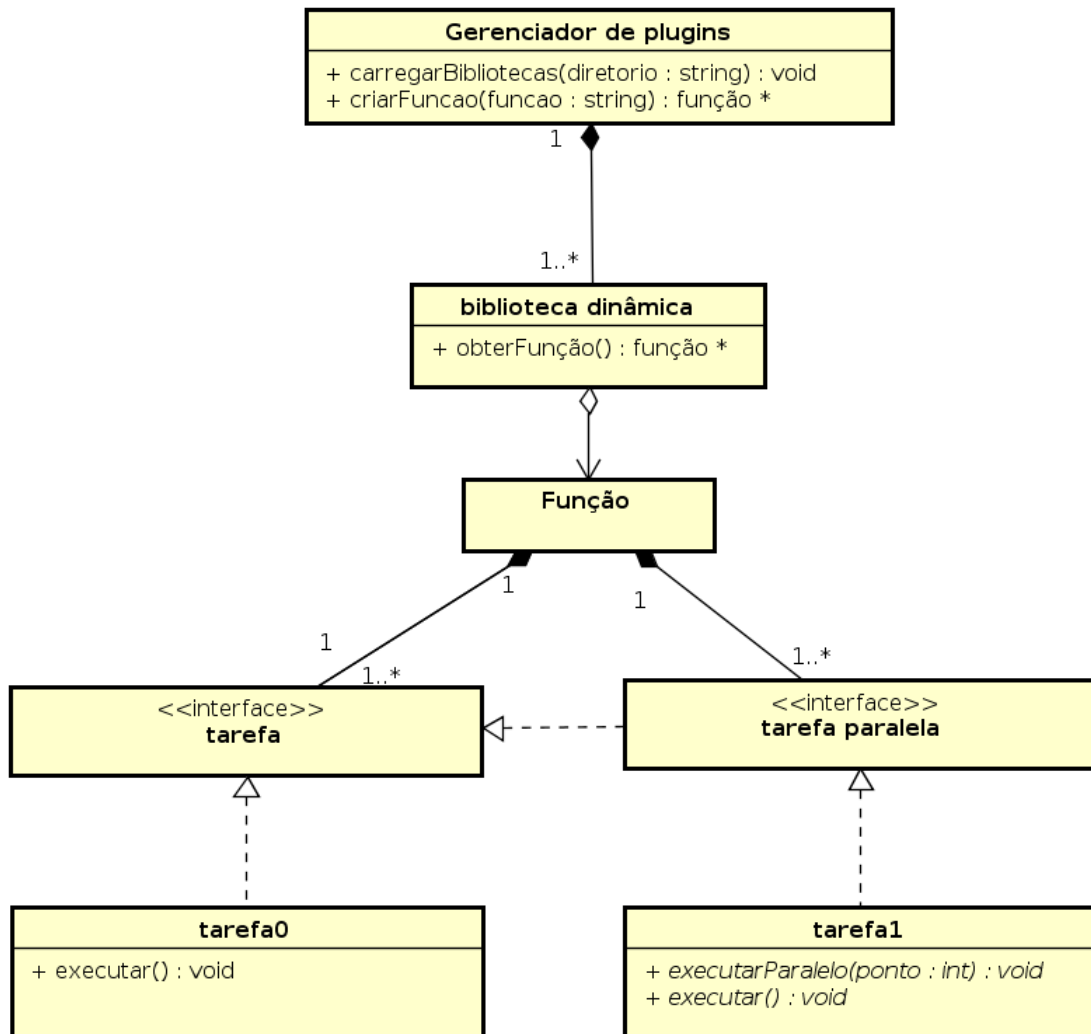 Gerenciador de plugins
+ carregarBibliotecas(diretorio : string) : void
+ criarFuncao(funcao : string) : função *
1
1..*
biblioteca dinâmica
+ obterFunção() : função *
Função
1
1
1
1..*
1..*
<<interface>>
tarefa
<<interface>>
tarefa paralela
tarefa0
+ executar() : void
tarefa1
+ executarParalelo(ponto : int) : void
+ executar() : void